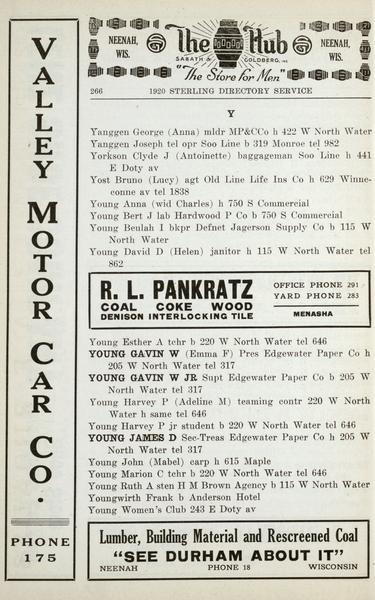 VALLEY MOTOR CAR CO.
PHONE
175
NEENAH,
WIS.
The Hub
SABATH & GOLDBERG, INC
"The Store for Men"
NEENAH,
WIS.
266 1920 STERLING DIRECTORY SERVICE
Y
Yanggen George (Anna) mldr MP&CCo h 422 W North Water
Yanggen Joseph tel opr Soo Line b 319 Monroe tel 982
Yorkson Clyde J (Antoinette) baggageman Soo Line h 441
E Doty av
Yost Bruno (Lucy) agt Old Line Life Ins Co h 629 Winne-
conne av tel 1838
Young Anna (wid Charles) h 750 S Commercial
Young Bert J lab Hardwood P Co b 750 S Commercial
Young Beulah I bkpr Defnet Jagerson Supply Co b 115 W
North Water
Young David D (Helen) janitor h 115 W North Water tel
862
R. L. PANKRATZ
COAL COKE WOOD
DENISON INTERLOCKING TILE
OFFICE PHONE 291
YARD PHONE 283
MENASHA
Young Esther A tchr b 220 W North Water tel 646
YOUNG GAVIN W (Emma F) Pres Edgewater Paper Co h
205 W North Water tel 317
YOUNG GAVIN W JR Supt Edgewater Paper Co b 205 W
North Water tel 317
Young Harvey P (Adeline M) teaming contr 220 W North
Water h same tel 646
Young Harvey P jr student b 220 W North Water tel 646
YOUNG JAMES D Sec-Treas Edgewater Paper Co h 205 W
North Water tel 317
Young John (Mabel) carp h 615 Maple
Young Marion C tchr b 220 W North Water tel 646
Young Ruth A sten H M Brown Agency b 115 W North Water
Youngwirth Frank b Anderson Hotel
Young Women's Club 243 E Doty av
Lumber, Building Material and Rescreened Coal
"SEE DURHAM ABOUT IT"
NEENAH PHONE 18 WISCONSIN